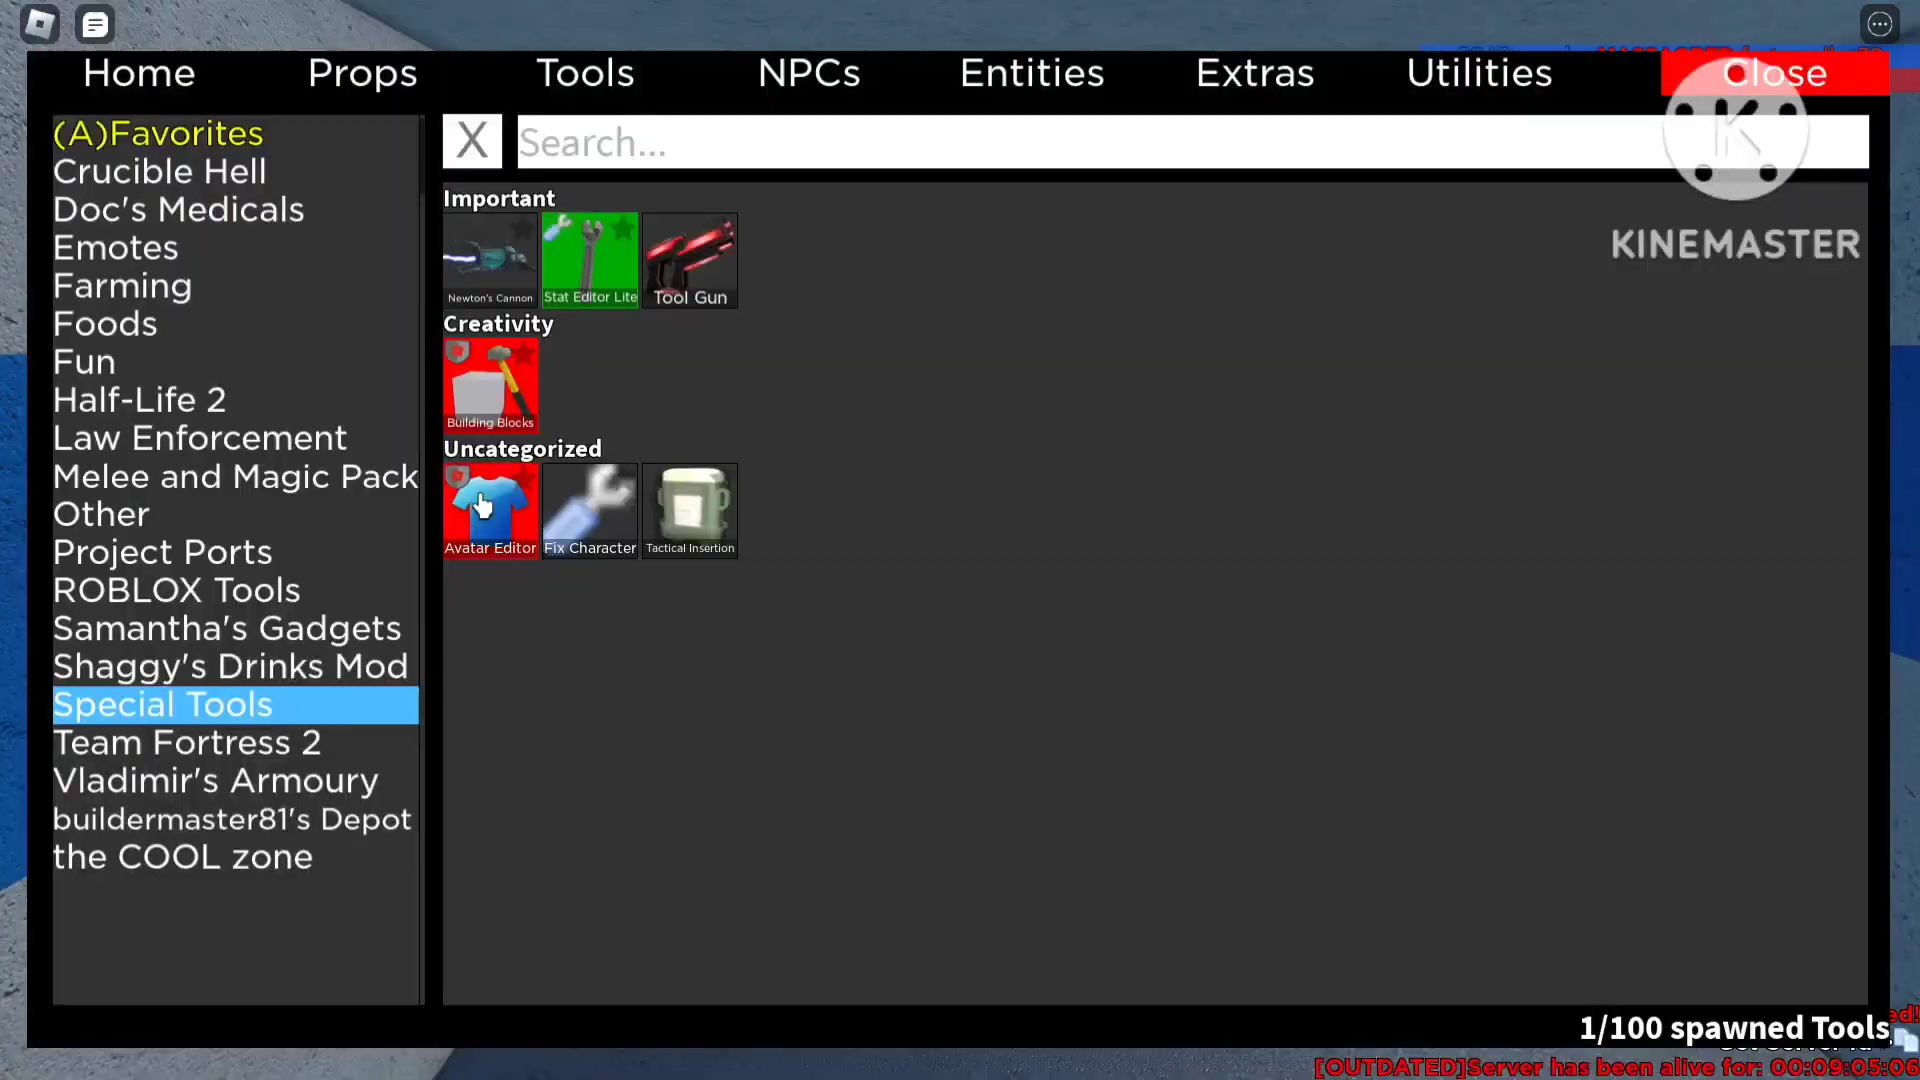 Home Props Tools NPCs Entities Extras Utilities Close
(A)Favorites
Crucible Hell
Doc's Medicals
Emotes
Farming
Foods
Fun
Half-Life 2
Law Enforcement
Melee and Magic Pack
Other
Project Ports
ROBLOX Tools
Samantha's Gadgets
Shaggy's Drinks Mod
Special Tools
Team Fortress 2
Vladimir's Armoury
buildermaster81's Depot
the COOL zone
X Search...
K
KINEMASTER
Important
Newton's Cannon Stat Editor Lite Tool Gun
Creativity
Building Blocks
Uncategorized
Avatar Editor Fix Character Tactical Insertion
1/100 spawned Tools
[OUTDATED]Server has been alive for: 00:09:05:06